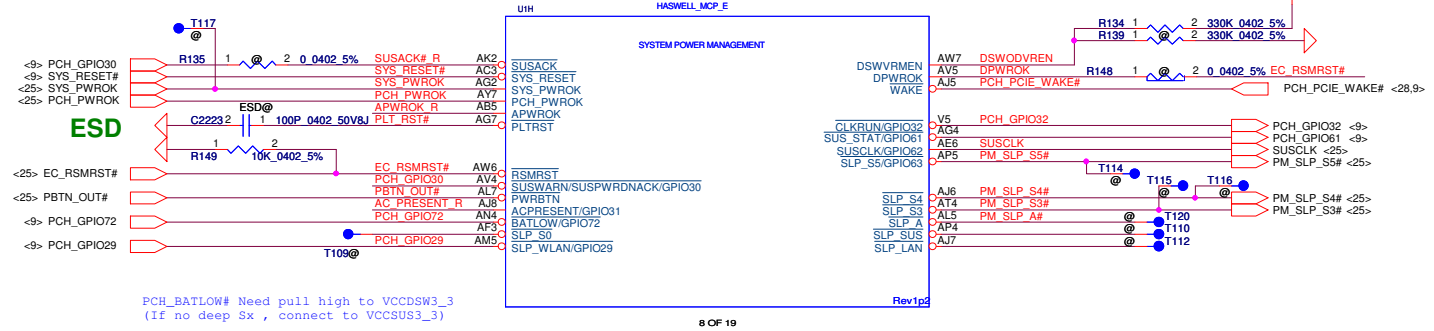 U1H
HASWELL_MCP_E
SYSTEM POWER MANAGEMENT
T117
@
<9> PCH_GPIO30
R135 1 @ 2 0_0402_5% SUSACK#_R AK2 SUSACK
<9> SYS_RESET# SYS_RESET# AC3 SYS_RESET
<25> SYS_PWROK SYS_PWROK AG2 SYS_PWROK
<25> PCH_PWROK PCH_PWROK AY7 PCH_PWROK
APWROK_R AB5 APWROK
ESD@
ESD
C2223 2 1 100P_0402_50V8J PLT_RST# AG7 PLTRST
R149 1 2 10K_0402_5%
<25> EC_RSMRST# EC_RSMRST# AW6 RSMRST
PCH_GPIO30 AV4 SUSWARN/SUSPWRDNACK/GPIO30
<25> PBTN_OUT# PBTN_OUT# AL7 PWRBTN
AC_PRESENT_R AJ8 ACPRESENT/GPIO31
<9> PCH_GPIO72 PCH_GPIO72 AN4 BATLOW/GPIO72
AF3 SLP_S0
<9> PCH_GPIO29 PCH_GPIO29 AM5 SLP_WLAN/GPIO29
T109@
R134 1 @ 2 330K_0402_5%
R139 1 @ 2 330K_0402_5%
DSWVRMEN AW7 DSWODVREN
DPWROK AV5 DPWROK R148 1 @ 2 0_0402_5% EC_RSMRST#
WAKE AJ5 PCH_PCIE_WAKE# PCH_PCIE_WAKE# <28,9>
CLKRUN/GPIO32 V5 PCH_GPIO32 PCH_GPIO32 <9>
SUS_STAT/GPIO61 AG4 PCH_GPIO61 <9>
SUSCLK/GPIO62 AE6 SUSCLK SUSCLK <25>
SLP_S5/GPIO63 AP5 PM_SLP_S5# PM_SLP_S5# <25>
T114 @
T115 @
T116 @
SLP_S4 AJ6 PM_SLP_S4# PM_SLP_S4# <25>
SLP_S3 AT4 PM_SLP_S3# PM_SLP_S3# <25>
SLP_A AL5 PM_SLP_A# @ T120
SLP_SUS AP4 @ T110
SLP_LAN AJ7 @ T112
PCH_BATLOW# Need pull high to VCCDSW3_3
(If no deep Sx , connect to VCCSUS3_3)
Rev1p2
8 OF 19